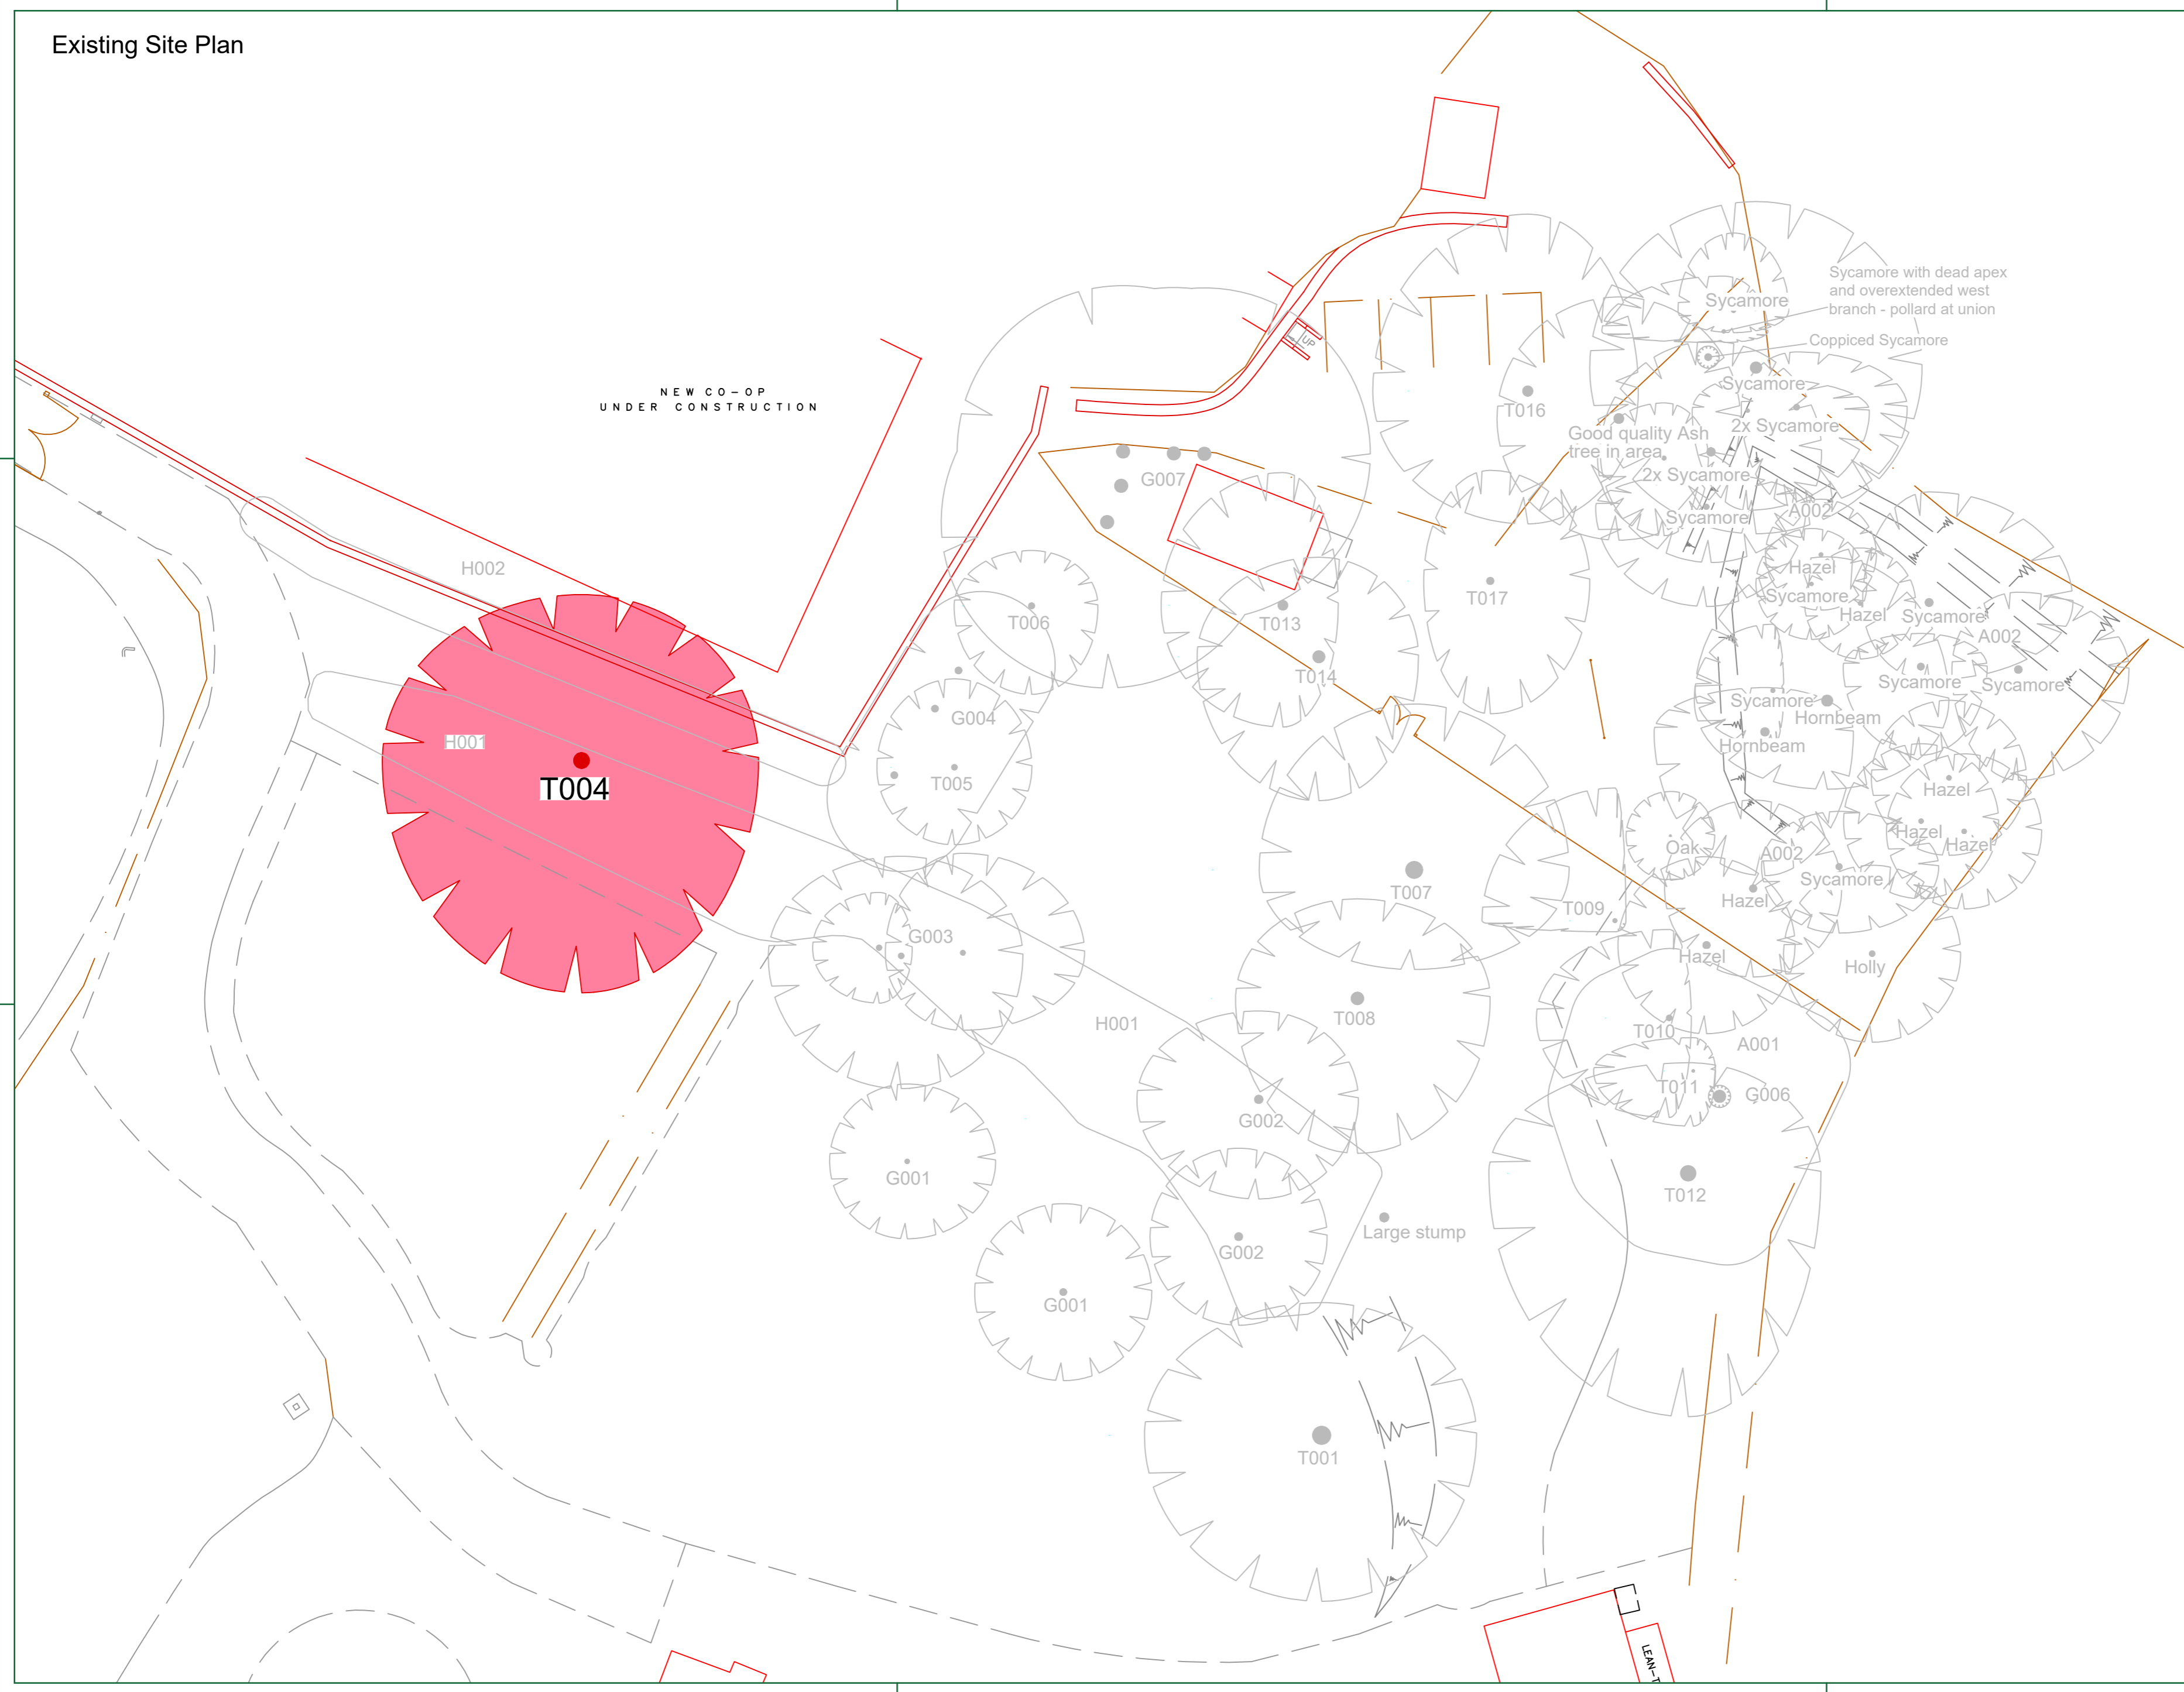 Existing Site Plan
Sycamore with dead apex
and overextended west
branch - pollard at union
Sycamore
Coppiced Sycamore
UP
NEW CO-OP
UNDER CONSTRUCTION
Sycamore
T016
2x Sycamore
Good quality Ash
tree in area
2x Sycamore
G007
A002
Sycamore
H002
Hazel
T017
Sycamore
Hazel
Sycamore
T006
T013
A002
T014
Sycamore
Sycamore
Sycamore
G004
Hornbeam
H001
Hornbeam
T004
T005
Hazel
Hazel
Hazel
Oak
A002
Sycamore
T007
Hazel
T009
G003
Hazel
Holly
T008
H001
T010
A001
T011
G006
G002
G001
T012
Large stump
G002
G001
T001
LEAN-T